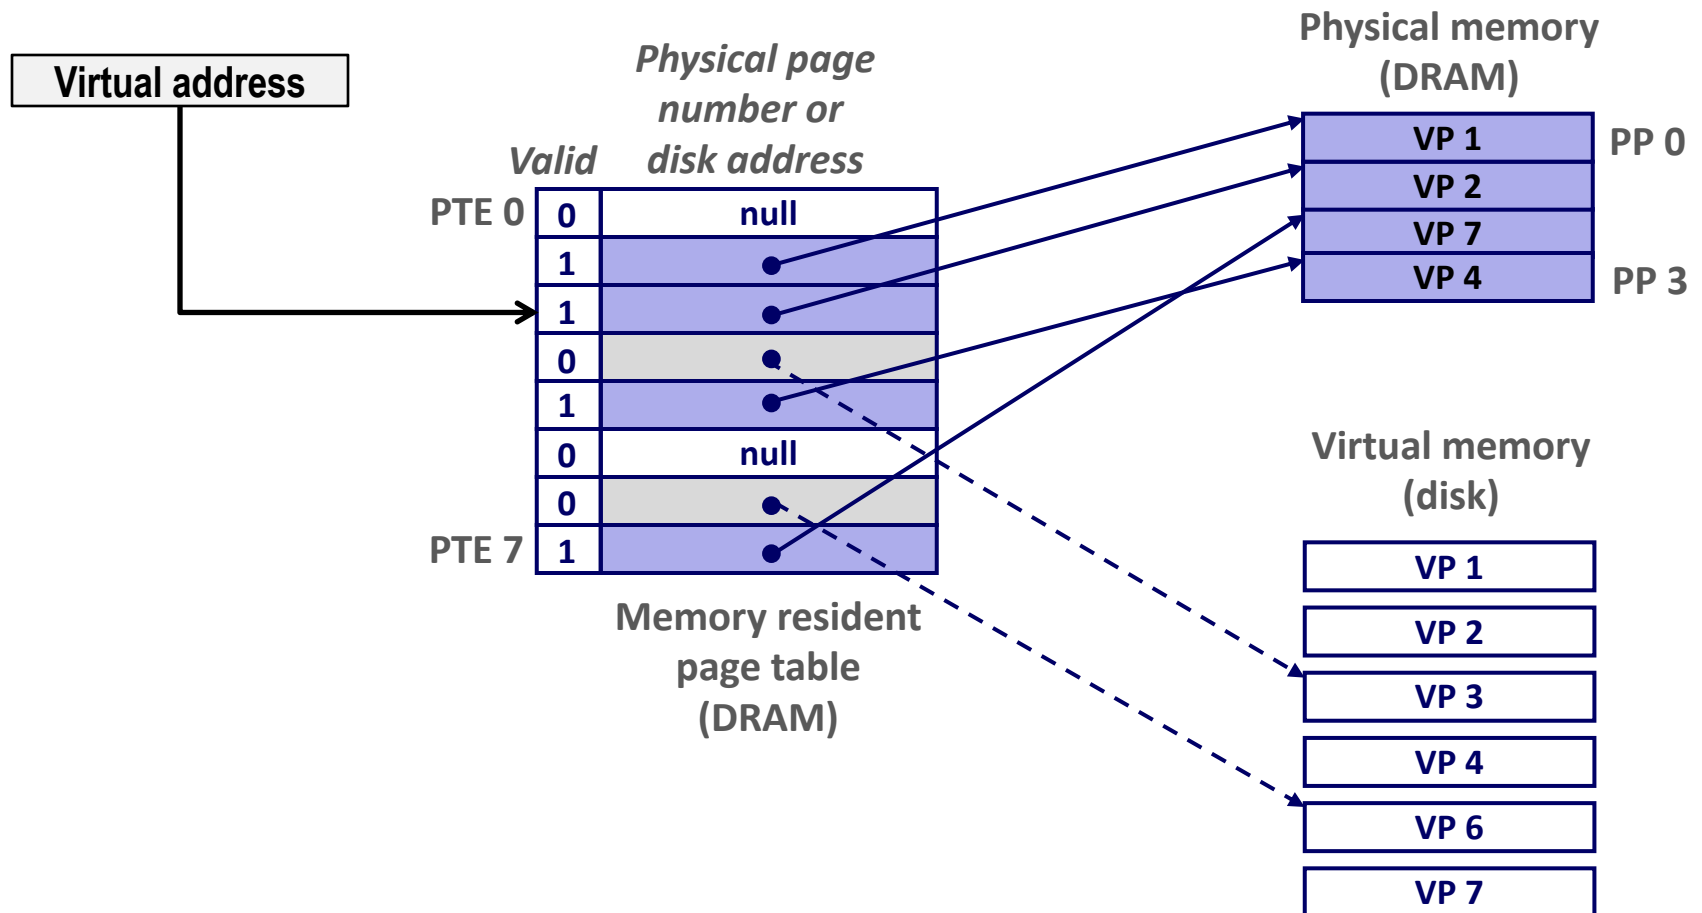 Virtual address
Physical page
number or
disk address
Valid
PTE 0
0
null
1
1
0
1
0
null
0
PTE 7
1
Memory resident
page table
(DRAM)
Physical memory
(DRAM)
VP 1
PP 0
VP 2
VP 7
VP 4
PP 3
Virtual memory
(disk)
VP 1
VP 2
VP 3
VP 4
VP 6
VP 7